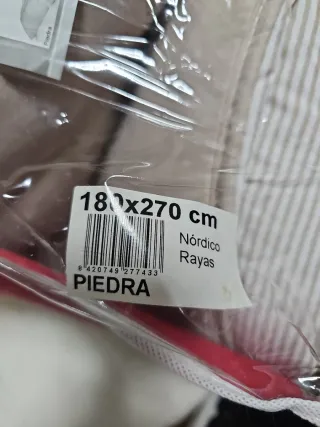 180x270 cm
Nórdico
Rayas
8 420749 277433
PIEDRA